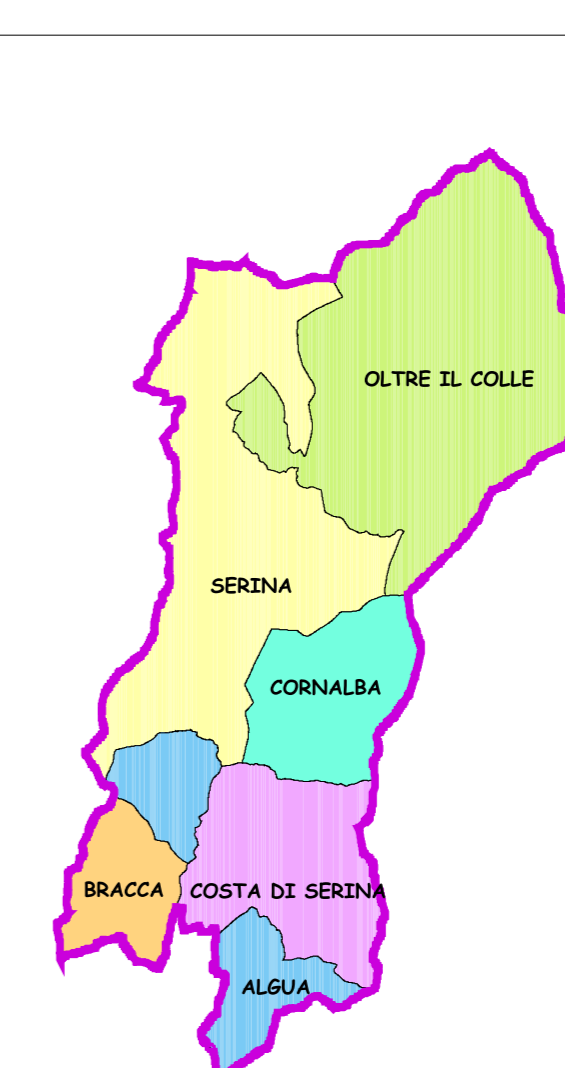 OLTRE IL COLLE
SERINA
CORNALBA
BRACCA
COSTA DI SERINA
ALGUA